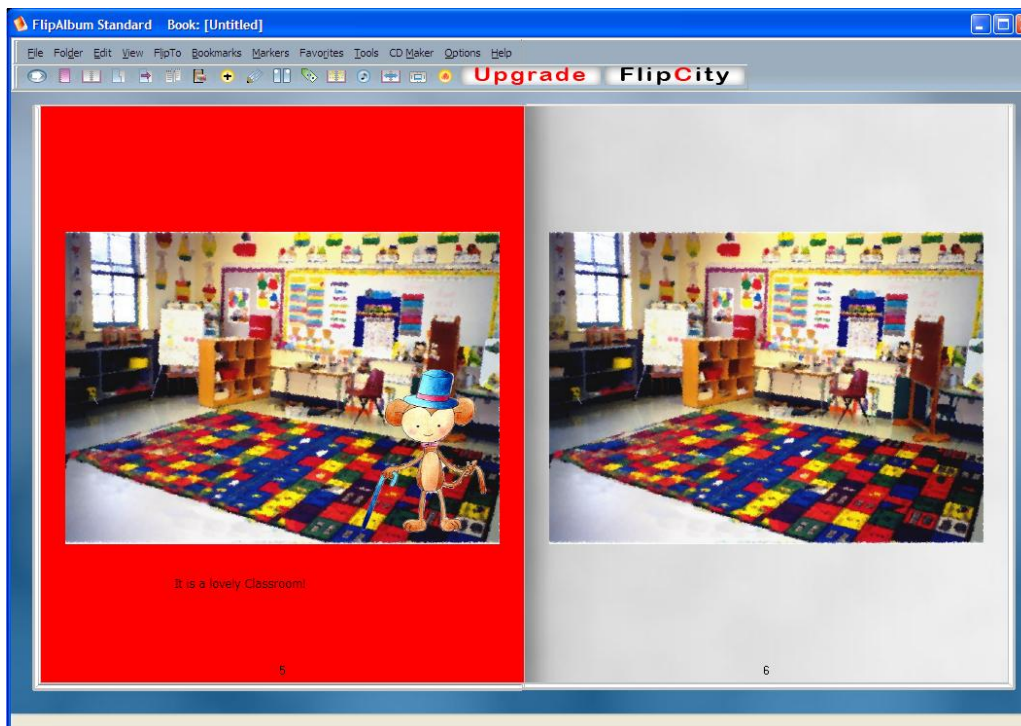 FlipAlbum Standard Book: [Untitled]
File Folder Edit View FlipTo Bookmarks Markers Favorites Tools CD Maker Options Help
Upgrade FlipCity
It is a lovely Classroom!
5
6